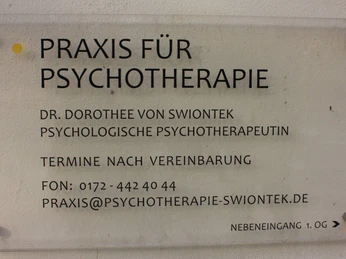 PRAXIS FÜR
PSYCHOTHERAPIE
DR. DOROTHEE VON SWIONTEK
PSYCHOLOGISCHE PSYCHOTHERAPEUTIN
TERMINE NACH VEREINBARUNG
FON: 0172 - 442 40 44
PRAXIS@PSYCHOTHERAPIE-SWIONTEK.DE
NEBENEINGANG 1. OG >